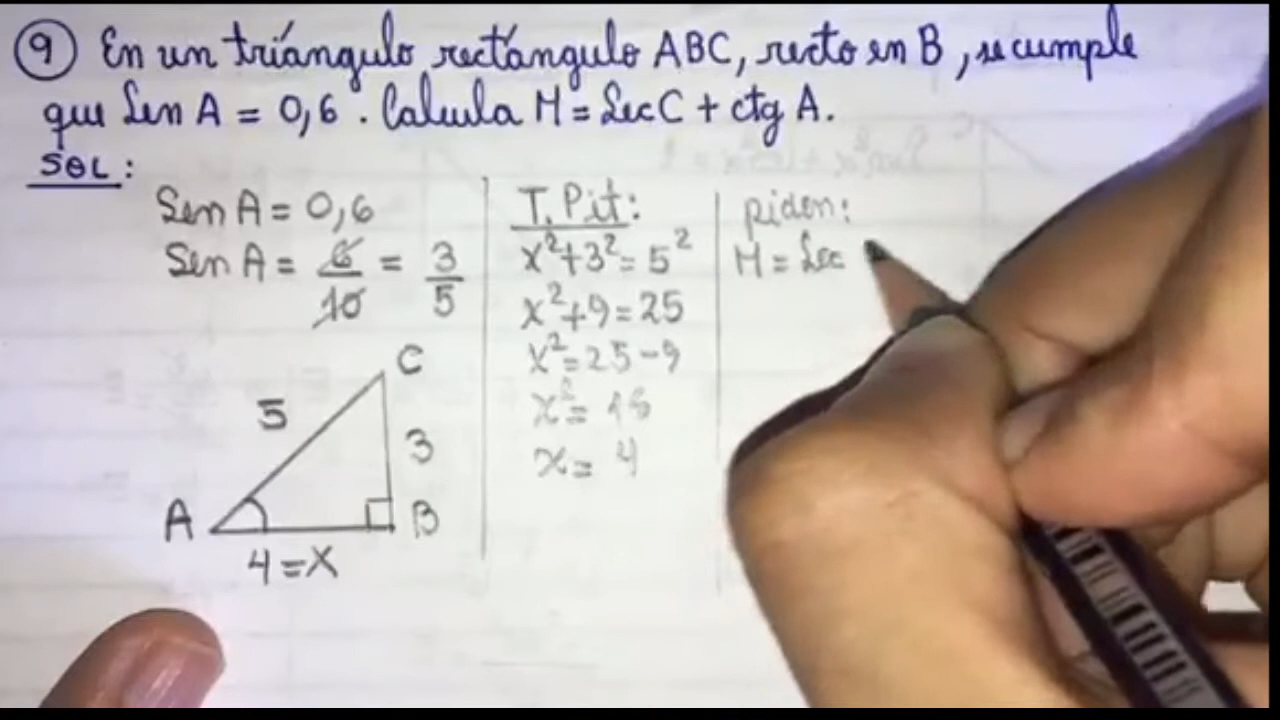 9 En un triángulo rectángulo ABC, recto en B, se cumple
que Sen A = 0,6. Calcula M = Sec C + ctg A.
SOL:
Sen A = 0,6
Sen A = 6/10 = 3/5
C
5
3
A
B
4 = X
T. Pit:
x² + 3² = 5²
x² + 9 = 25
x² = 25 - 9
x² = 16
x = 4
piden:
M = Sec